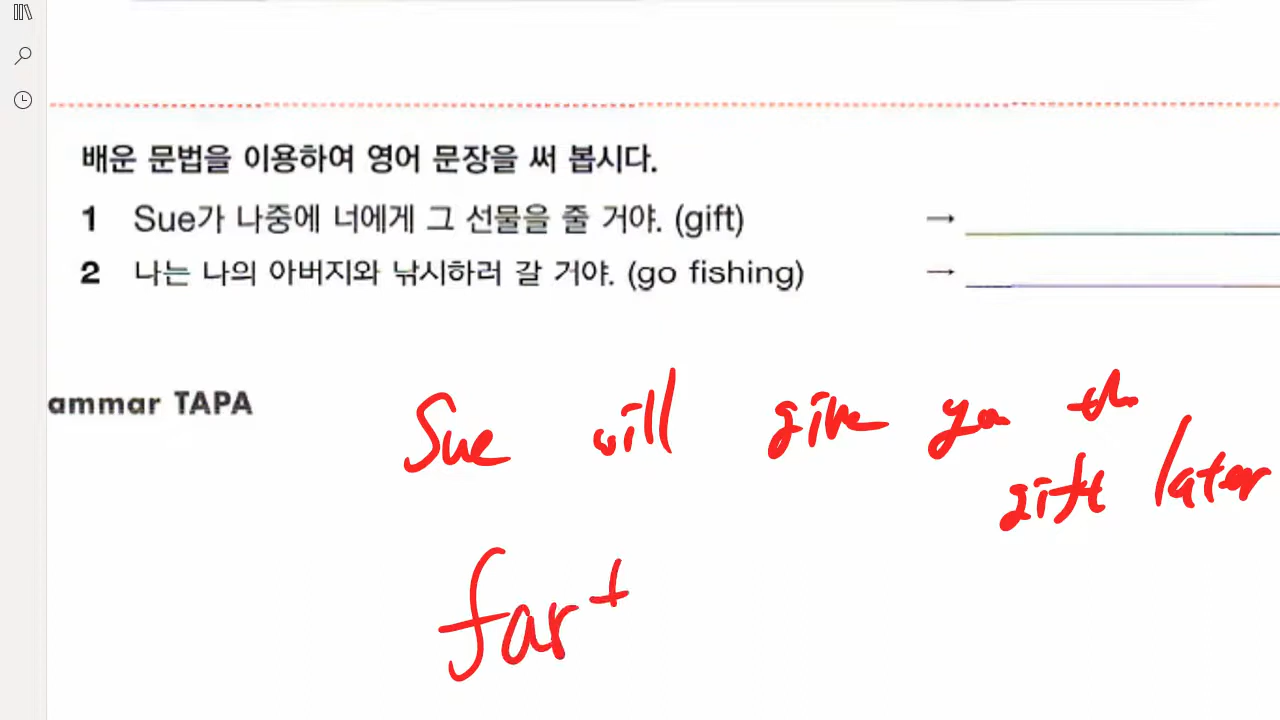 배운 문법을 이용하여 영어 문장을 써 봅시다.
1 Sue가 나중에 너에게 그 선물을 줄 거야. (gift) →
2 나는 나의 아버지와 낚시하러 갈 거야. (go fishing) →
ammar TAPA
Sue will give you the
gift later
fart